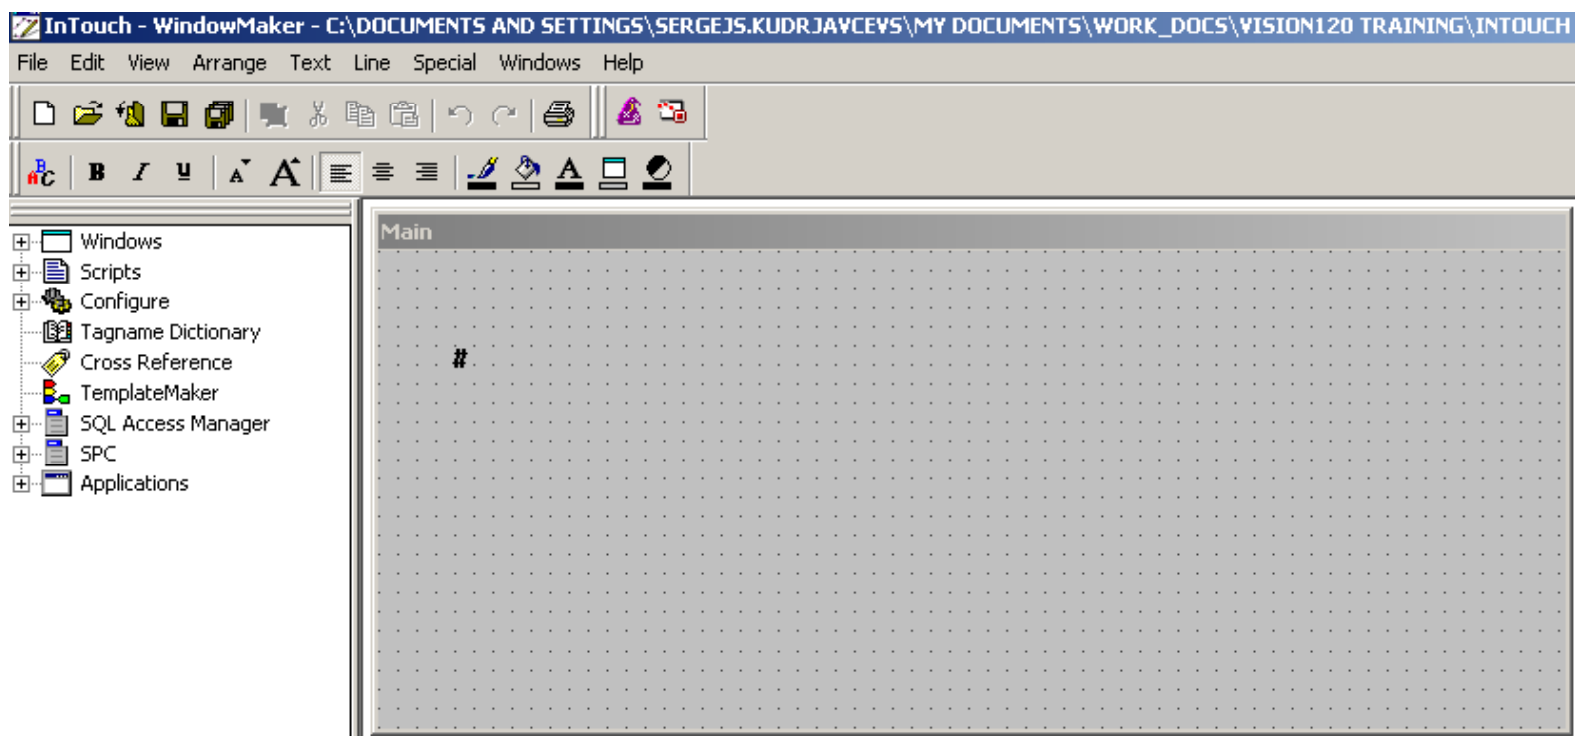 InTouch - WindowMaker - C:\DOCUMENTS AND SETTINGS\SERGEJS.KUDRJAVCEVS\MY DOCUMENTS\WORK_DOCS\VISION120 TRAINING\INTOUCH
File Edit View Arrange Text Line Special Windows Help
ABC B I U A A A
Main
Windows
Scripts
Configure
Tagname Dictionary
#
Cross Reference
TemplateMaker
SQL Access Manager
SPC
Applications